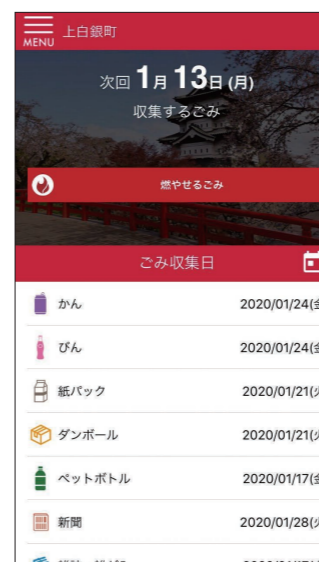 上白銀町
MENU
次回 1月 13日 (月)
収集するごみ
燃やせるごみ
ごみ収集日
かん 2020/01/24(金
びん 2020/01/24(金
紙パック 2020/01/21(火
ダンボール 2020/01/21(火
ペットボトル 2020/01/17(金
新聞 2020/01/28(火